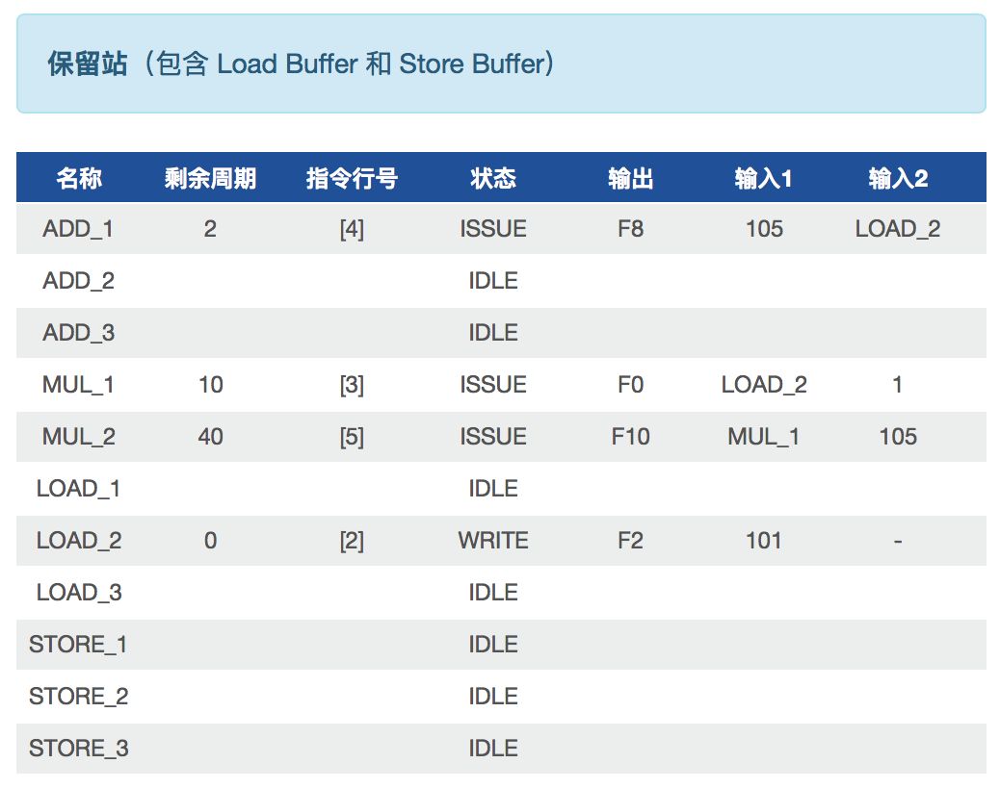 保留站（包含 Load Buffer 和 Store Buffer）
名称 剩余周期 指令行号 状态 输出 输入1 输入2
ADD_1 2 [4] ISSUE F8 105 LOAD_2
ADD_2 IDLE
ADD_3 IDLE
MUL_1 10 [3] ISSUE F0 LOAD_2 1
MUL_2 40 [5] ISSUE F10 MUL_1 105
LOAD_1 IDLE
LOAD_2 0 [2] WRITE F2 101 -
LOAD_3 IDLE
STORE_1 IDLE
STORE_2 IDLE
STORE_3 IDLE